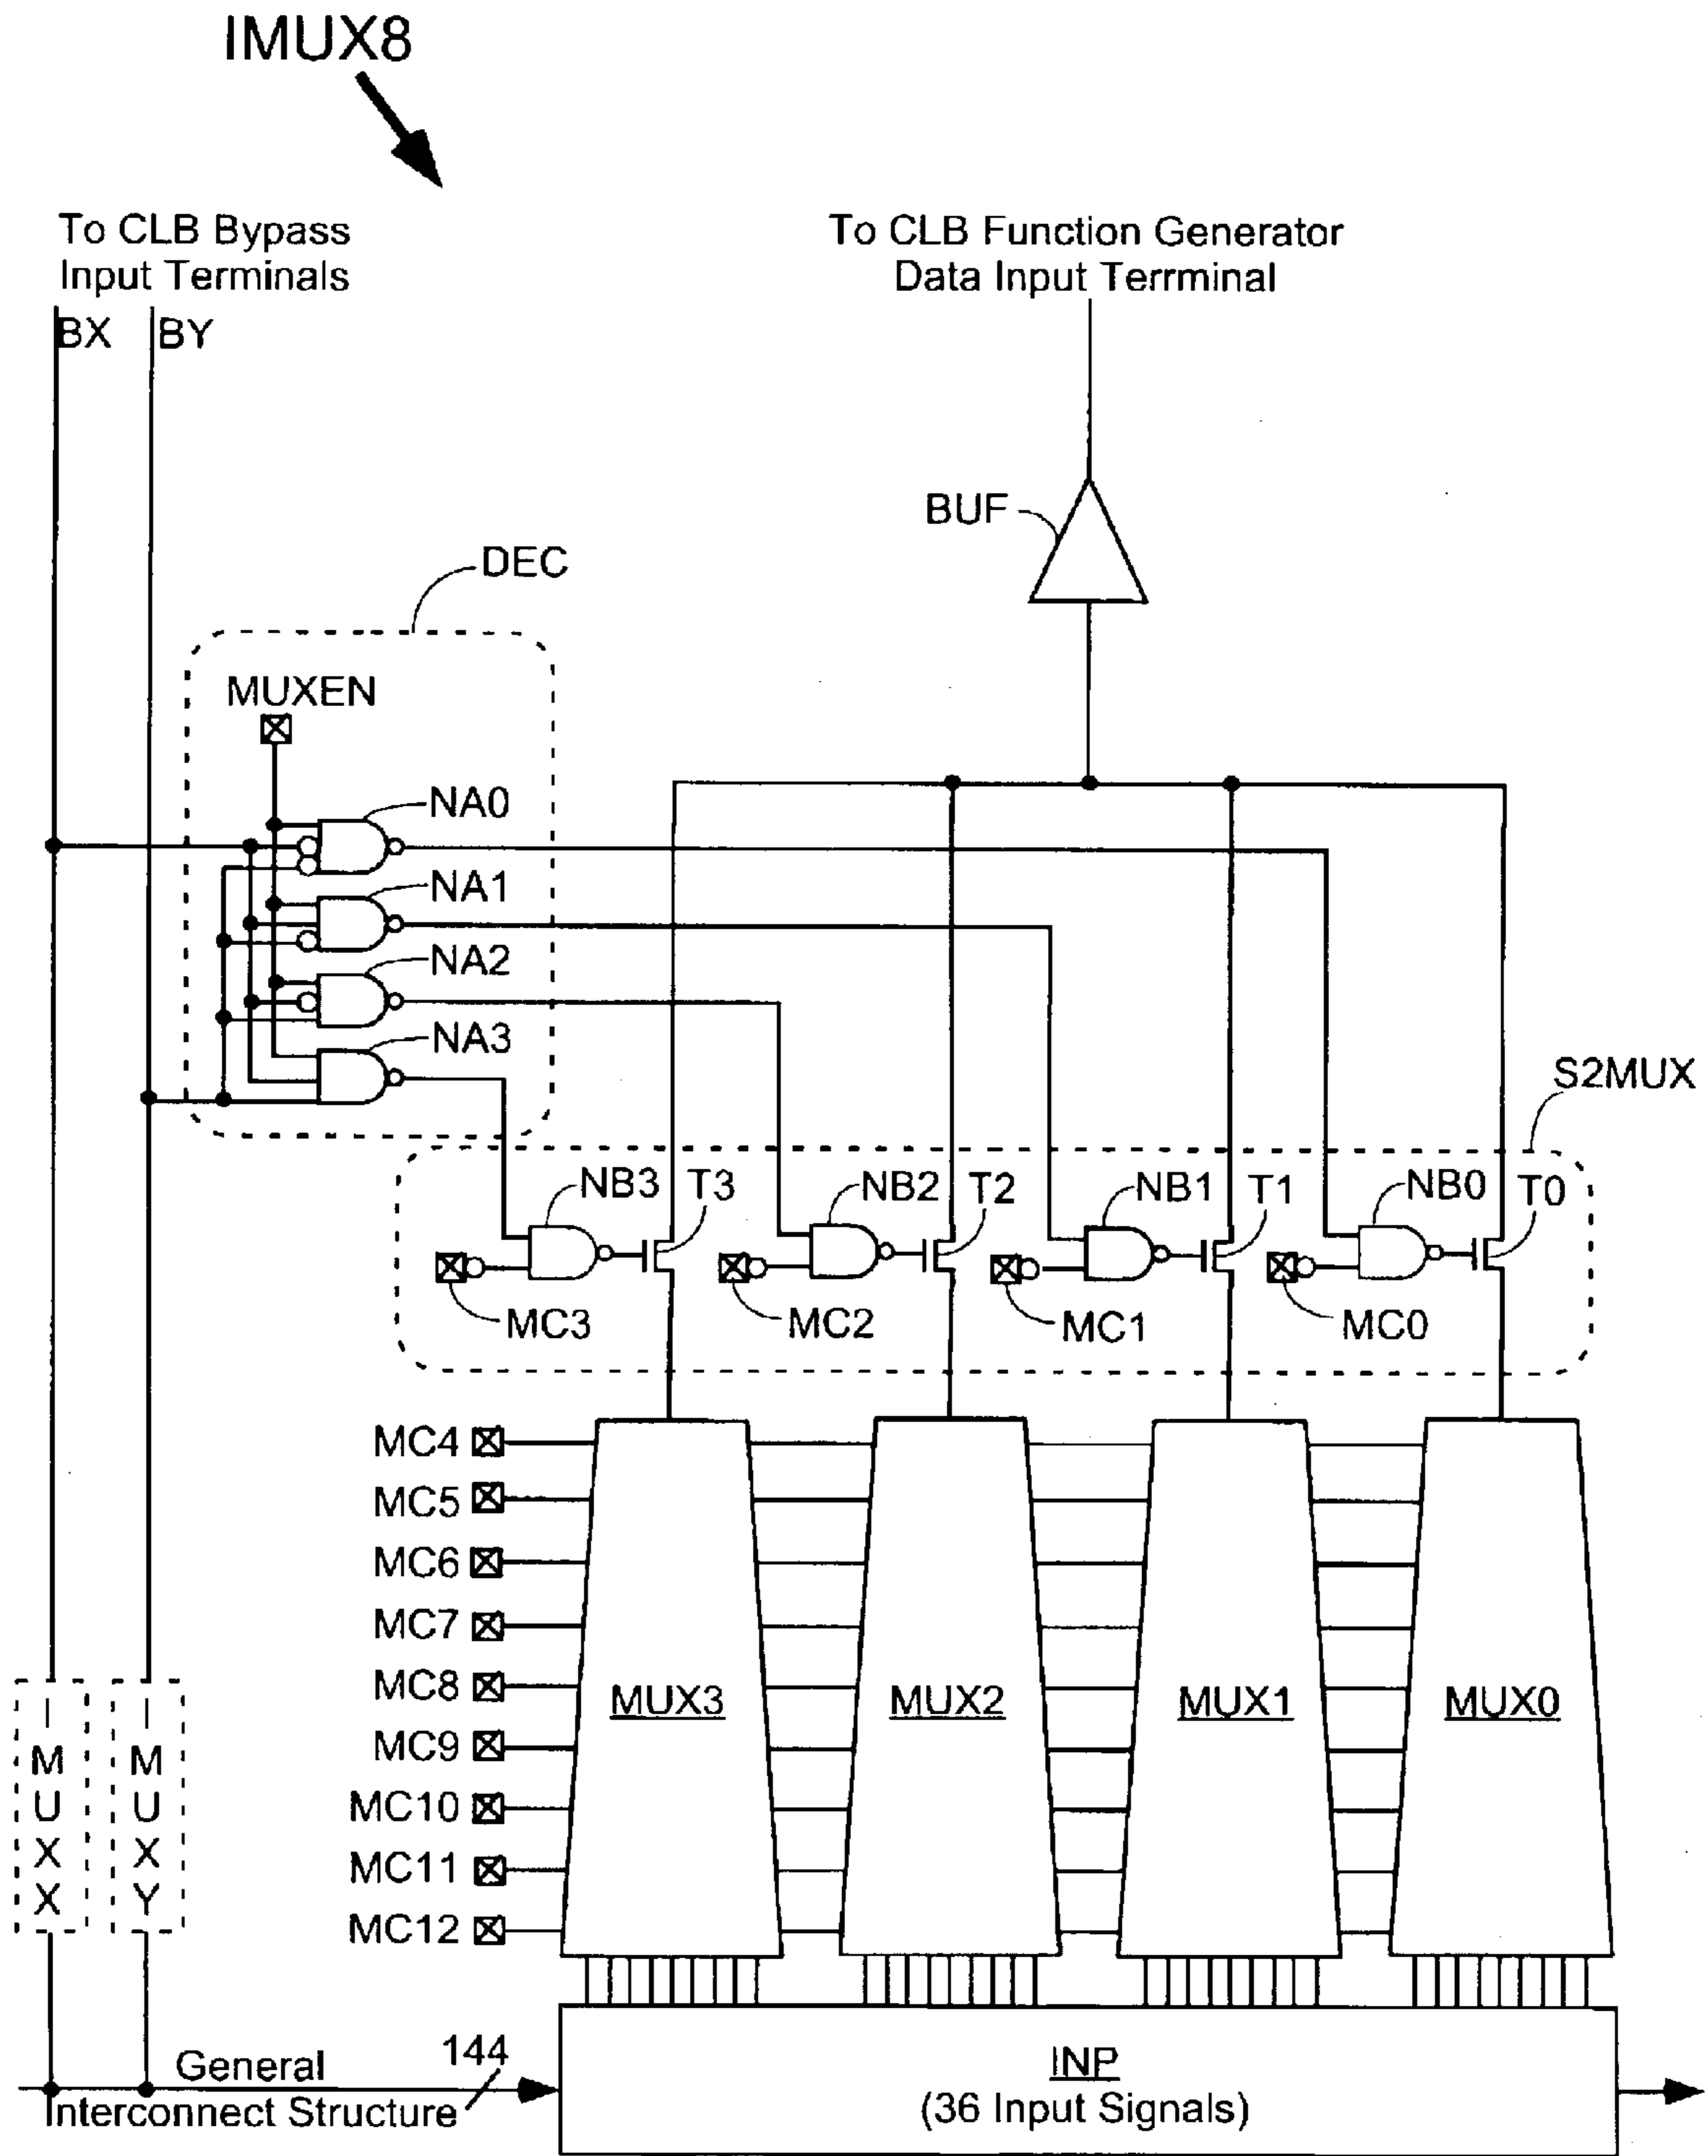 IMUX8
To CLB Bypass
Input Terminals
To CLB Function Generator
Data Input Terrminal
BX
BY
BUF
DEC
MUXEN
NA0
NA1
NA2
NA3
S2MUX
NB3
T3
NB2
T2
NB1
T1
NB0
T0
MC3
MC2
MC1
MC0
MC4
MC5
MC6
MC7
MC8
MC9
MC10
MC11
MC12
MUX3
MUX2
MUX1
MUX0
IMUXX
IMUXY
General
Interconnect Structure
144
INP
(36 Input Signals)